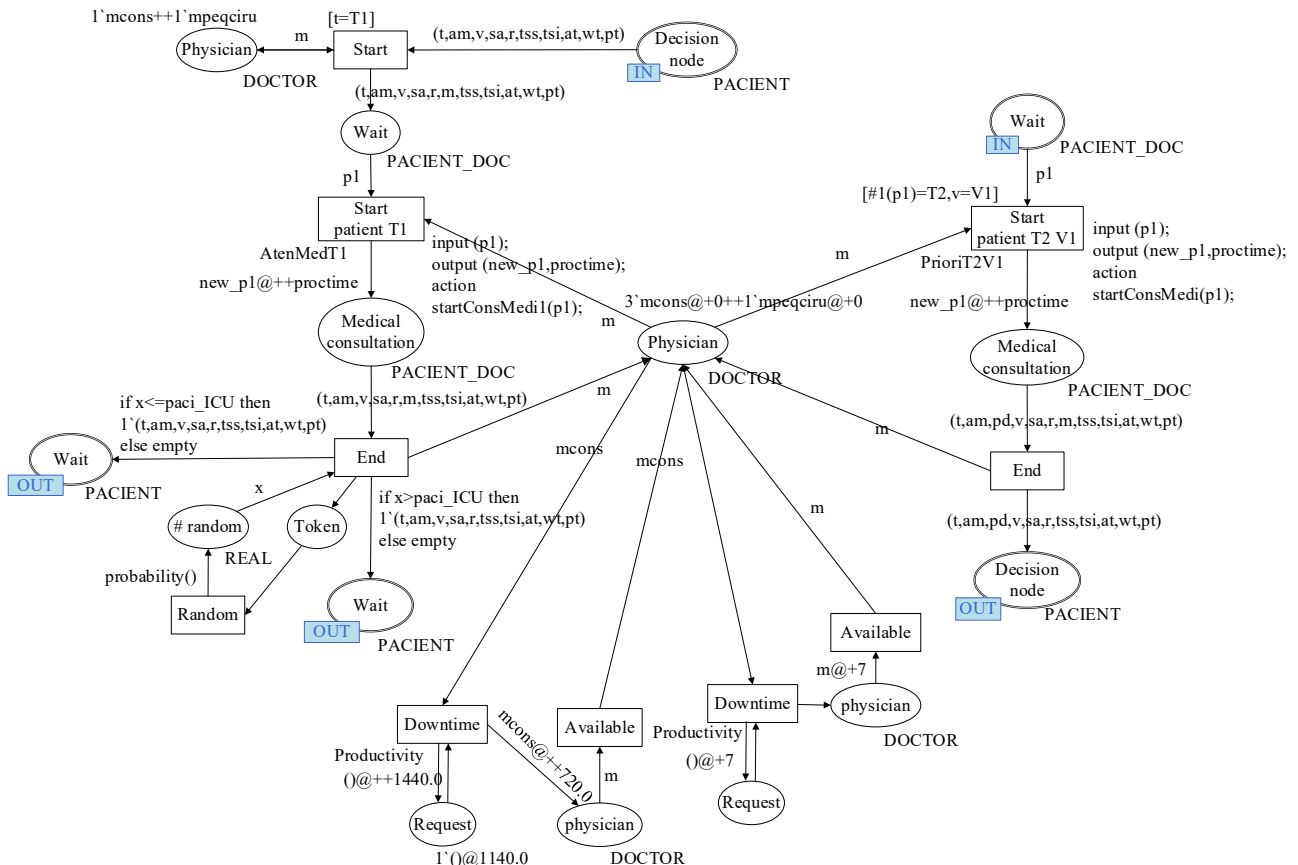 1`mcons++1`mpeqciru
[t=T1]
Physician
m
Start
(t,am,v,sa,r,tss,tsi,at,wt,pt)
Decision
node
IN
DOCTOR
PACIENT
(t,am,v,sa,r,m,tss,tsi,at,wt,pt)
Wait
PACIENT_DOC
p1
Start
patient T1
AtenMedT1
input (p1);
output (new_p1,proctime);
action
startConsMedi1(p1);
new_p1@++proctime
Medical
consultation
PACIENT_DOC
(t,am,v,sa,r,m,tss,tsi,at,wt,pt)
m
m
3`mcons@+0++1`mpeqciru@+0
Physician
DOCTOR
m
Wait
IN
PACIENT_DOC
p1
[#1(p1)=T2,v=V1]
Start
patient T2 V1
PrioriT2V1
input (p1);
output (new_p1,proctime);
action
startConsMedi(p1);
new_p1@++proctime
Medical
consultation
PACIENT_DOC
(t,am,pd,v,sa,r,m,tss,tsi,at,wt,pt)
m
End
(t,am,pd,v,sa,r,tss,tsi,at,wt,pt)
Decision
node
OUT
PACIENT
if x<=paci_ICU then
1`(t,am,v,sa,r,tss,tsi,at,wt,pt)
else empty
Wait
OUT
PACIENT
End
x
# random
REAL
Token
probability()
Random
if x>paci_ICU then
1`(t,am,v,sa,r,tss,tsi,at,wt,pt)
else empty
Wait
OUT
PACIENT
mcons
mcons
m
Downtime
Productivity
()@++1440.0
Request
1`()@1140.0
mcons@++720.0
Available
m
physician
DOCTOR
Downtime
Productivity
()@+7
Request
Available
m@+7
physician
DOCTOR